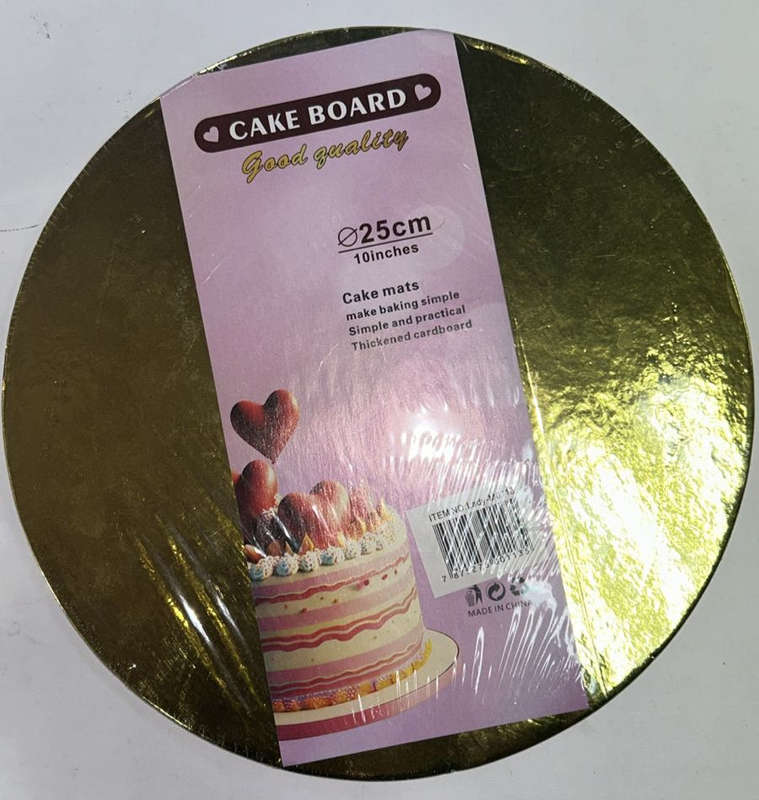 CAKE BOARD
Good quality
⌀25cm
10inches
Cake mats
make baking simple
Simple and practical
Thickened cardboard
ITEM NO:
MADE IN CHINA